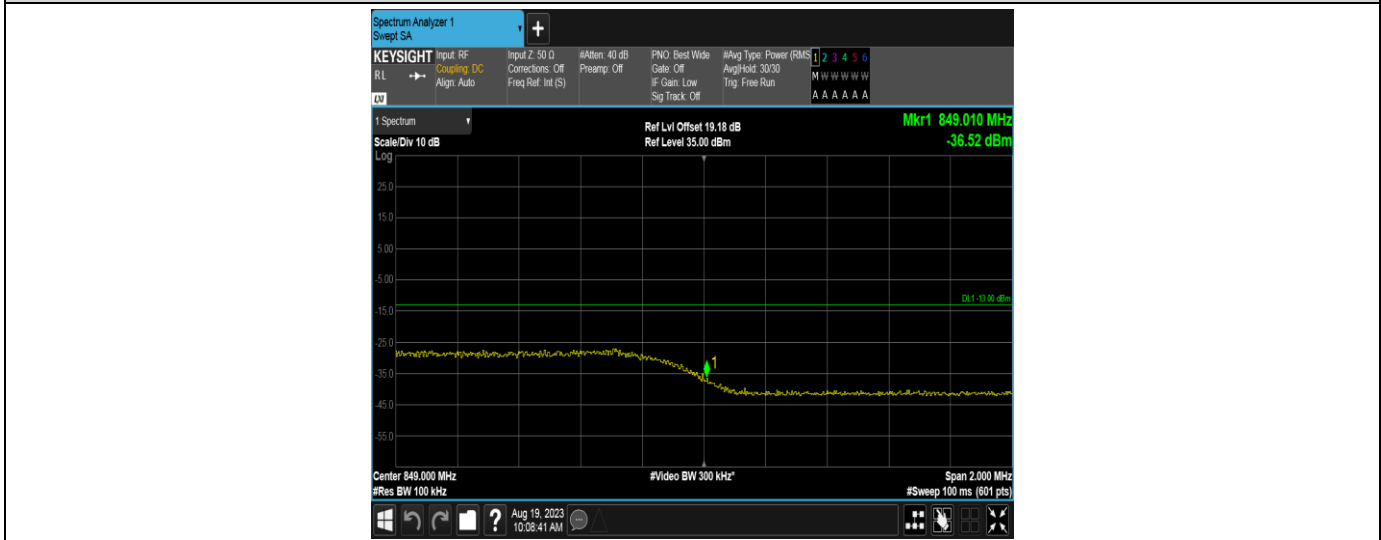 Spectrum Analyzer 1
Swept SA
+
KEYSIGHT Input: RF Input Z: 50 Ω #Atten: 40 dB PNO: Best Wide #Avg Type: Power (RMS 1 2 3 4 5 6
RL Coupling: DC Corrections: Off Preamp: Off Gate: Off Avg|Hold: 30/30 M W W W W W
Align: Auto Freq Ref: Int (S) IF Gain: Low Trig: Free Run
LXI Sig Track: Off A A A A A A
1 Spectrum Ref Lvl Offset 19.18 dB Mkr1 849.010 MHz
Scale/Div 10 dB Ref Level 35.00 dBm -36.52 dBm
Log
25.0
15.0
5.00
-5.00
DL1 -13.00 dBm
-15.0
-25.0
1
-35.0
-45.0
-55.0
Center 849.000 MHz #Video BW 300 kHz* Span 2.000 MHz
#Res BW 100 kHz #Sweep 100 ms (601 pts)
? Aug 19, 2023
10:08:41 AM